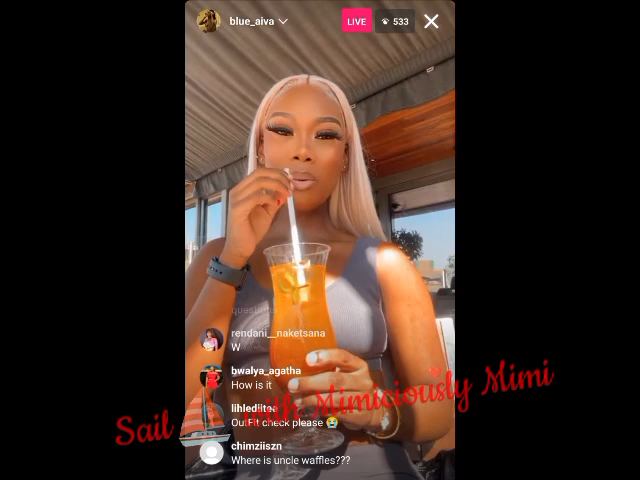 blue_aiva
LIVE
533
questions
rendani__naketsana
W
bwalya_agatha
How is it
lihleditee
Outfit check please 😭
chimziiszn
Where is uncle waffles???
Sail with Mimiciously Mimi